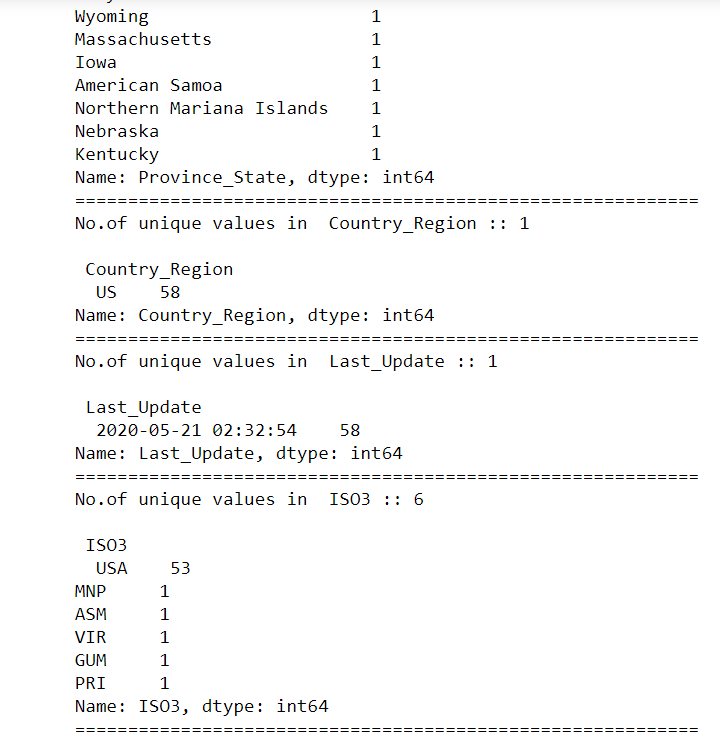 Wyoming                     1
Massachusetts               1
Iowa                        1
American Samoa              1
Northern Mariana Islands    1
Nebraska                    1
Kentucky                    1
Name: Province_State, dtype: int64
===========================================================
No.of unique values in  Country_Region :: 1
 Country_Region
  US    58
Name: Country_Region, dtype: int64
===========================================================
No.of unique values in  Last_Update :: 1
 Last_Update
  2020-05-21 02:32:54    58
Name: Last_Update, dtype: int64
===========================================================
No.of unique values in  ISO3 :: 6
 ISO3
  USA    53
MNP     1
ASM     1
VIR     1
GUM     1
PRI     1
Name: ISO3, dtype: int64
===========================================================